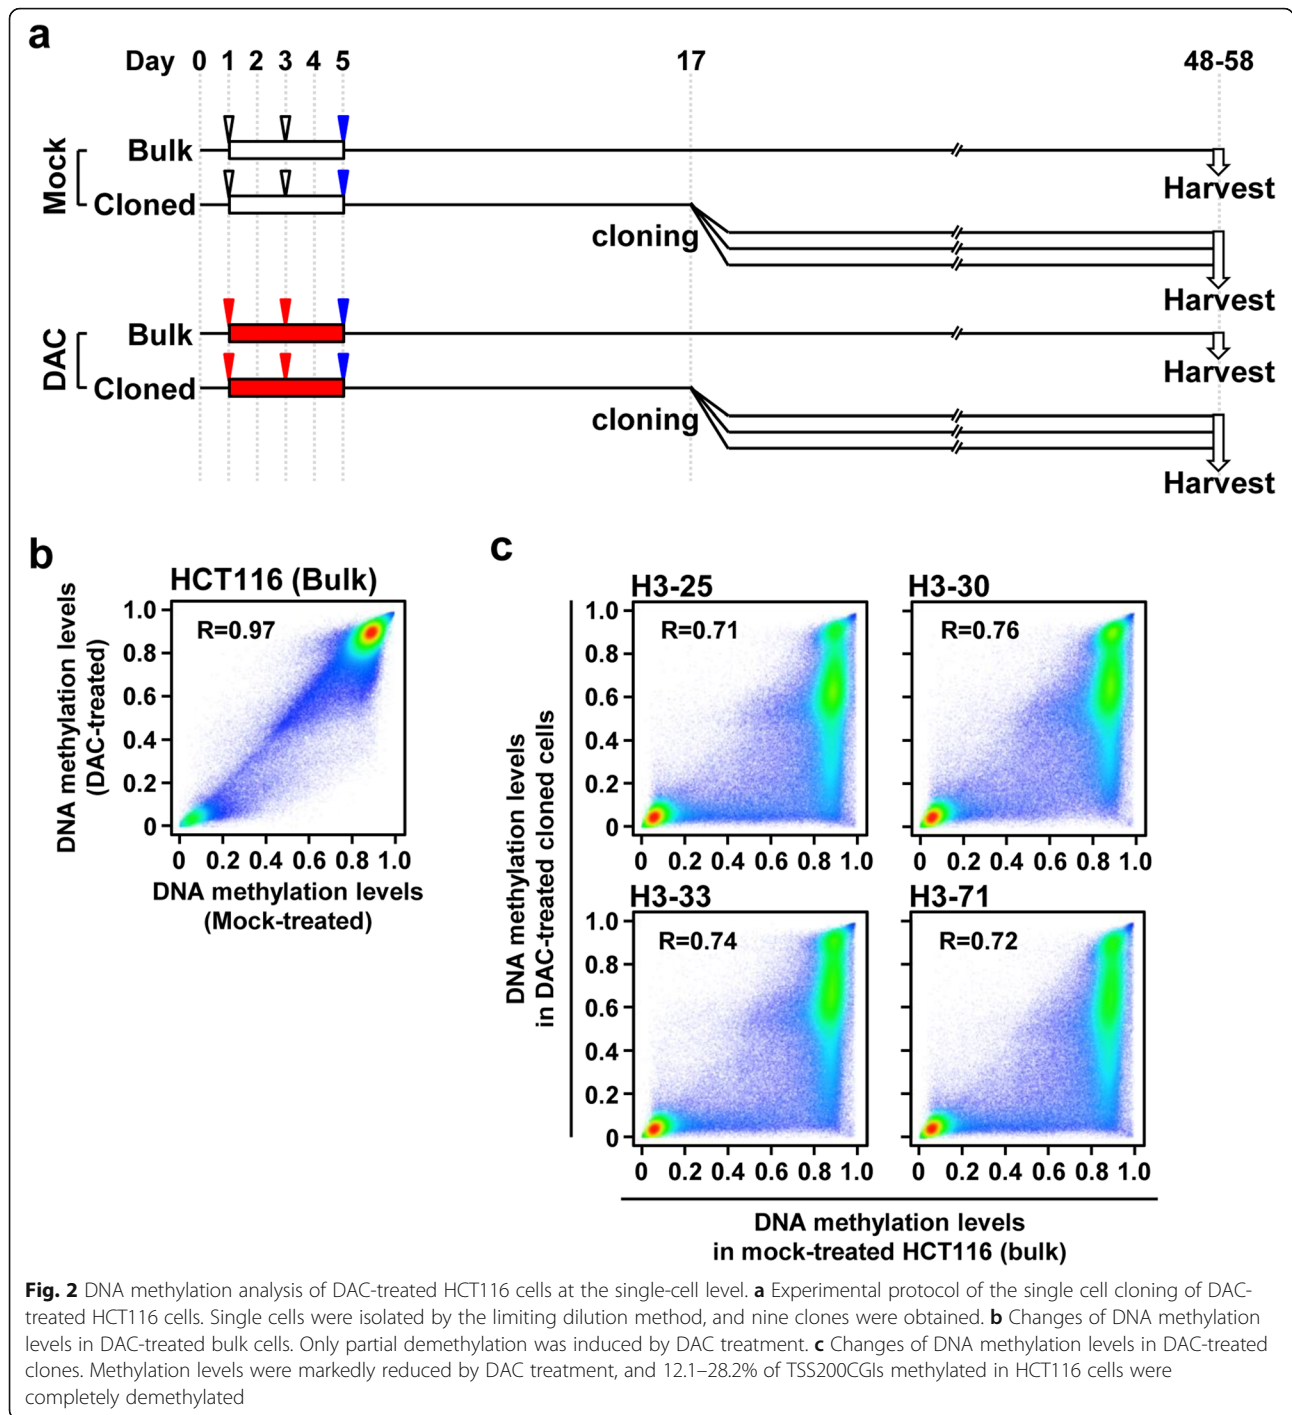 a
Day 0 1 2 3 4 5 17 48-58
Mock
Bulk
Harvest
Cloned
cloning
Harvest
DAC
Bulk
Harvest
Cloned
cloning
Harvest
b
HCT116 (Bulk)
R=0.97
DNA methylation levels
(DAC-treated)
1.0
0.8
0.6
0.4
0.2
0
0 0.2 0.4 0.6 0.8 1.0
DNA methylation levels
(Mock-treated)
c
DNA methylation levels
in DAC-treated cloned cells
H3-25
R=0.71
1.0
0.8
0.6
0.4
0.2
0
0 0.2 0.4 0.6 0.8 1.0
H3-30
R=0.76
0 0.2 0.4 0.6 0.8 1.0
H3-33
R=0.74
1.0
0.8
0.6
0.4
0.2
0
0 0.2 0.4 0.6 0.8 1.0
H3-71
R=0.72
0 0.2 0.4 0.6 0.8 1.0
DNA methylation levels
in mock-treated HCT116 (bulk)
Fig. 2 DNA methylation analysis of DAC-treated HCT116 cells at the single-cell level. a Experimental protocol of the single cell cloning of DAC-
treated HCT116 cells. Single cells were isolated by the limiting dilution method, and nine clones were obtained. b Changes of DNA methylation
levels in DAC-treated bulk cells. Only partial demethylation was induced by DAC treatment. c Changes of DNA methylation levels in DAC-treated
clones. Methylation levels were markedly reduced by DAC treatment, and 12.1–28.2% of TSS200CGIs methylated in HCT116 cells were
completely demethylated